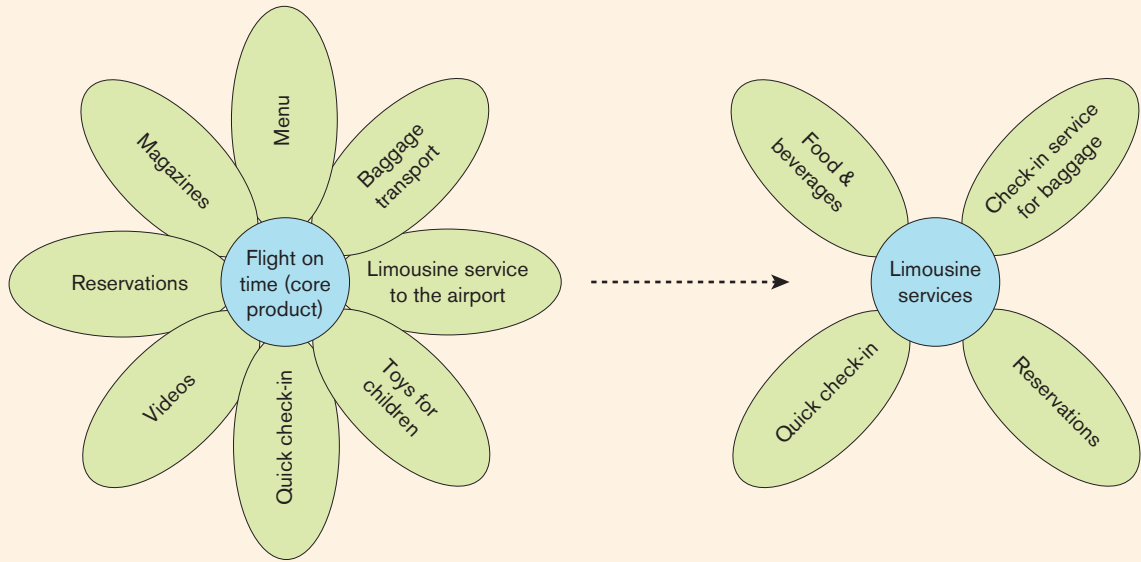 Menu
Magazines
Baggage
transport
Reservations
Flight on
time (core
product)
Limousine service
to the airport
Videos
Quick check-in
Toys for
children
Food &
beverages
Check-in service
for baggage
Limousine
services
Quick check-in
Reservations